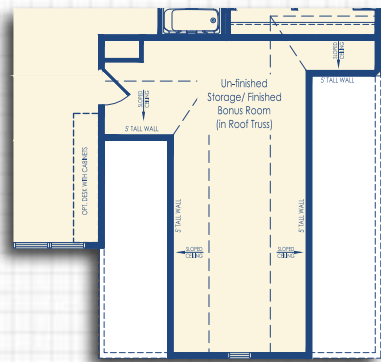 SLOPED
CEILING
Un-finished
Storage/ Finished
Bonus Room
(in Roof Truss)
5' TALL WALL
SLOPED
CEILING
5' TALL WALL
OPT. DESK WITH CABINETS
5' TALL WALL
5' TALL WALL
SLOPED
CEILING
SLOPED
CEILING